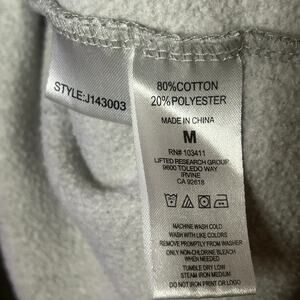 STYLE:J143003
80%COTTON
20%POLYESTER
MADE IN CHINA
M
RN# 103411
LIFTED RESEARCH GROUP
9600 TOLEDO WAY
IRVINE
CA 92618
MACHINE WASH COLD
WASH WITH LIKE COLORS
REMOVE PROMPTLY FROM WASHER
ONLY NON-CHLORINE BLEACH
WHEN NEEDED
TUMBLE DRY LOW
STEAM IRON MEDIUM
DO NOT IRON PRINT OR LOGO